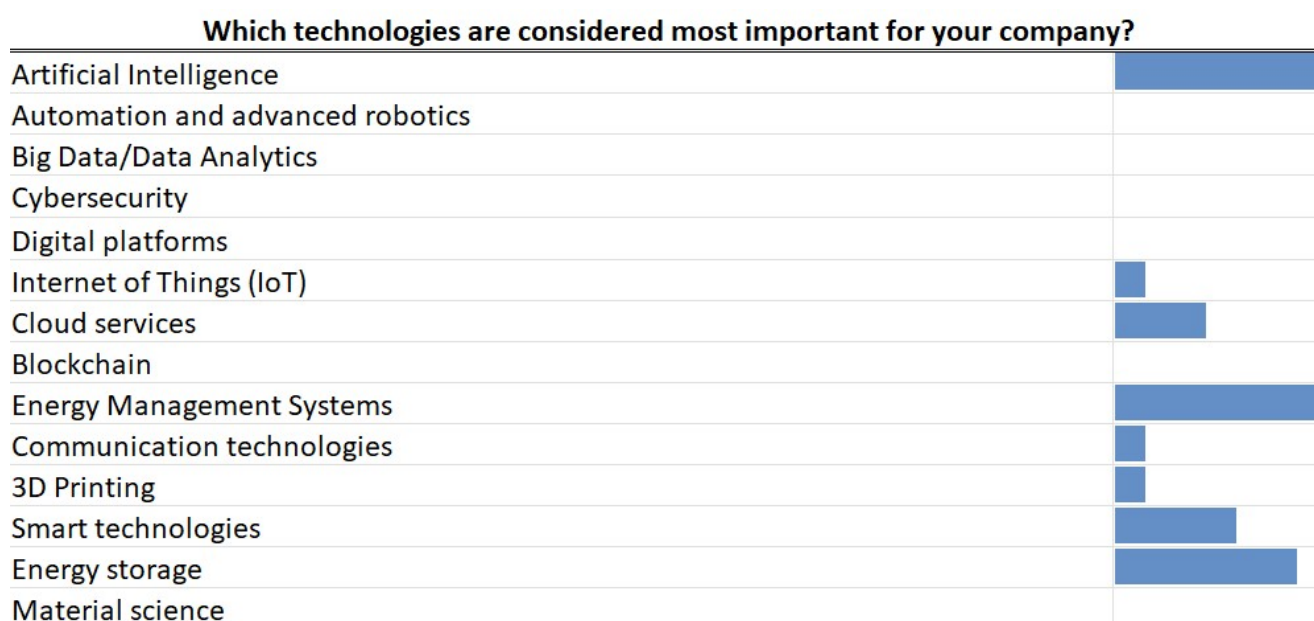 Which technologies are considered most important for your company?
Artificial Intelligence
Automation and advanced robotics
Big Data/Data Analytics
Cybersecurity
Digital platforms
Internet of Things (IoT)
Cloud services
Blockchain
Energy Management Systems
Communication technologies
3D Printing
Smart technologies
Energy storage
Material science